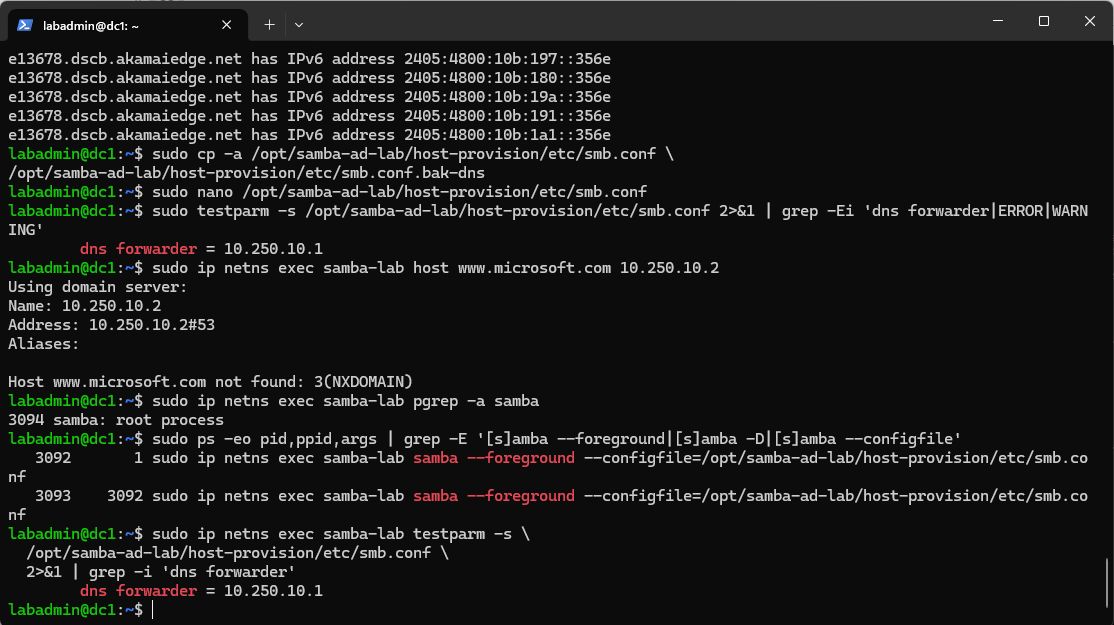 labadmin@dc1: ~
e13678.dscb.akamaiedge.net has IPv6 address 2405:4800:10b:197::356e
e13678.dscb.akamaiedge.net has IPv6 address 2405:4800:10b:180::356e
e13678.dscb.akamaiedge.net has IPv6 address 2405:4800:10b:19a::356e
e13678.dscb.akamaiedge.net has IPv6 address 2405:4800:10b:191::356e
e13678.dscb.akamaiedge.net has IPv6 address 2405:4800:10b:1a1::356e
labadmin@dc1:~$ sudo cp -a /opt/samba-ad-lab/host-provision/etc/smb.conf \
/opt/samba-ad-lab/host-provision/etc/smb.conf.bak-dns
labadmin@dc1:~$ sudo nano /opt/samba-ad-lab/host-provision/etc/smb.conf
labadmin@dc1:~$ sudo testparm -s /opt/samba-ad-lab/host-provision/etc/smb.conf 2>&1 | grep -Ei 'dns forwarder|ERROR|WARN
ING'
        dns forwarder = 10.250.10.1
labadmin@dc1:~$ sudo ip netns exec samba-lab host www.microsoft.com 10.250.10.2
Using domain server:
Name: 10.250.10.2
Address: 10.250.10.2#53
Aliases:

Host www.microsoft.com not found: 3(NXDOMAIN)
labadmin@dc1:~$ sudo ip netns exec samba-lab pgrep -a samba
3094 samba: root process
labadmin@dc1:~$ sudo ps -eo pid,ppid,args | grep -E '[s]amba --foreground|[s]amba -D|[s]amba --configfile'
   3092       1 sudo ip netns exec samba-lab samba --foreground --configfile=/opt/samba-ad-lab/host-provision/etc/smb.co
nf
   3093    3092 sudo ip netns exec samba-lab samba --foreground --configfile=/opt/samba-ad-lab/host-provision/etc/smb.co
nf
labadmin@dc1:~$ sudo ip netns exec samba-lab testparm -s \
  /opt/samba-ad-lab/host-provision/etc/smb.conf \
  2>&1 | grep -i 'dns forwarder'
        dns forwarder = 10.250.10.1
labadmin@dc1:~$